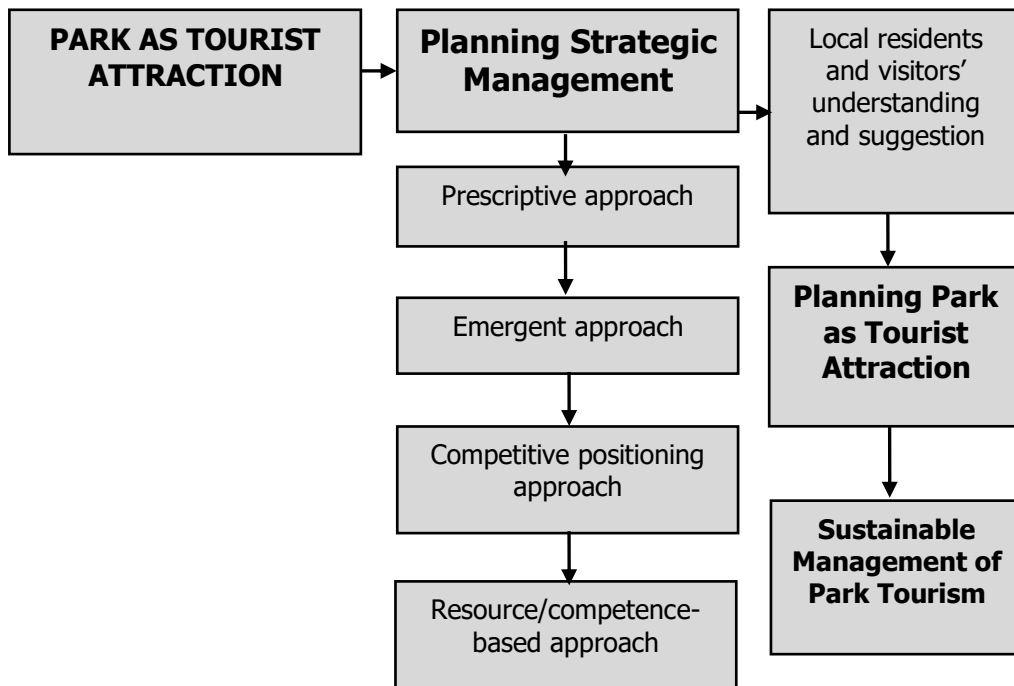 PARK AS TOURIST
ATTRACTION
Planning Strategic
Management
Prescriptive approach
Emergent approach
Competitive positioning
approach
Resource/competence-
based approach
Local residents
and visitors’
understanding
and suggestion
Planning Park
as Tourist
Attraction
Sustainable
Management of
Park Tourism